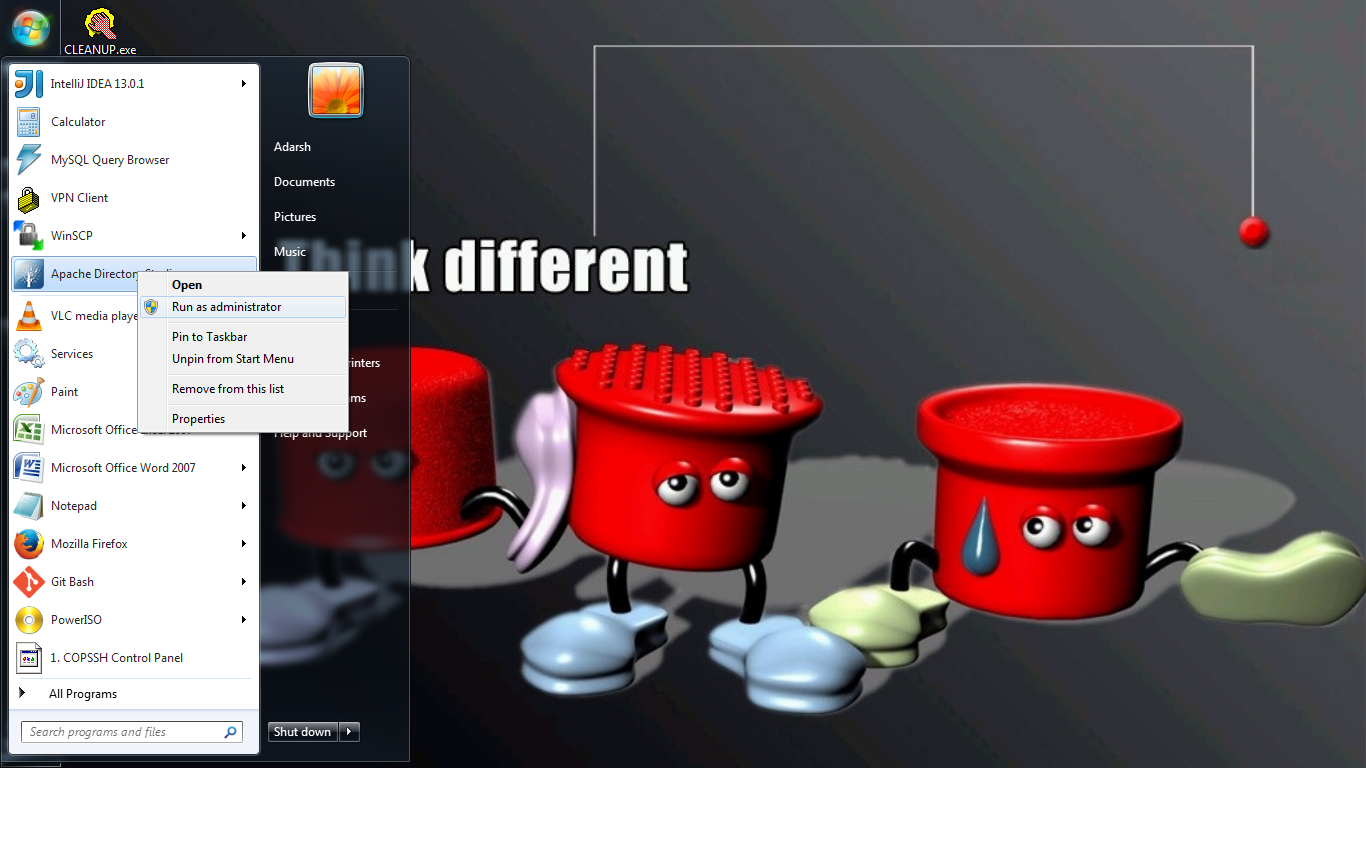 CLEANUP.exe
IntelliJ IDEA 13.0.1
Calculator
MySQL Query Browser
VPN Client
WinSCP
Apache Directory
VLC media
Services
Paint
Microsoft Office
Microsoft Office Word 2007
Notepad
Mozilla Firefox
Git Bash
PowerISO
1. COPSSH Control Panel
All Programs
Search programs and files
Open
Run as administrator
Pin to Taskbar
Unpin from Start Menu
Remove from this list
Properties
Adarsh
Documents
Pictures
Music
Help and Support
Shut down
Think different